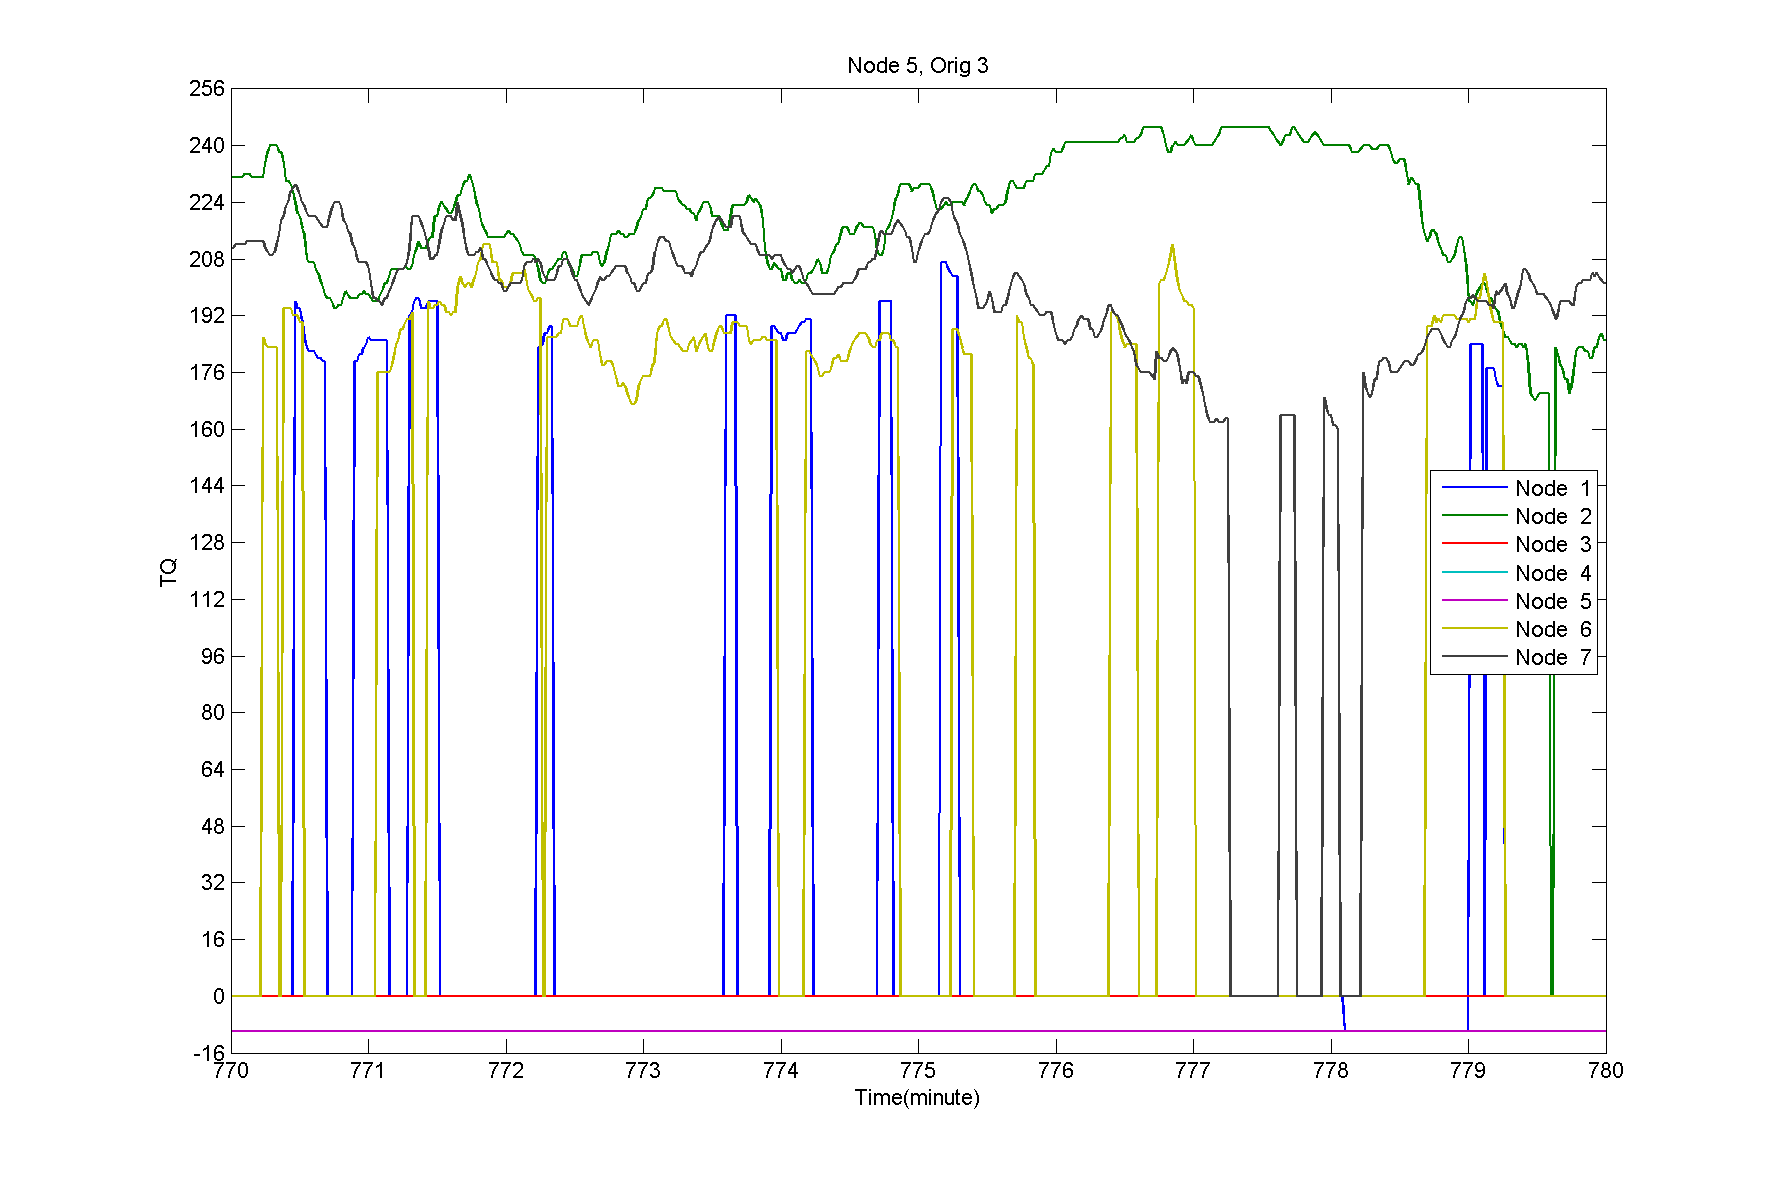 Node 5, Orig 3
256
240
224
208
192
176
160
144
128
112
96
80
64
48
32
16
0
-16
TQ
Node 1
Node 2
Node 3
Node 4
Node 5
Node 6
Node 7
770 771 772 773 774 775 776 777 778 779 780
Time(minute)